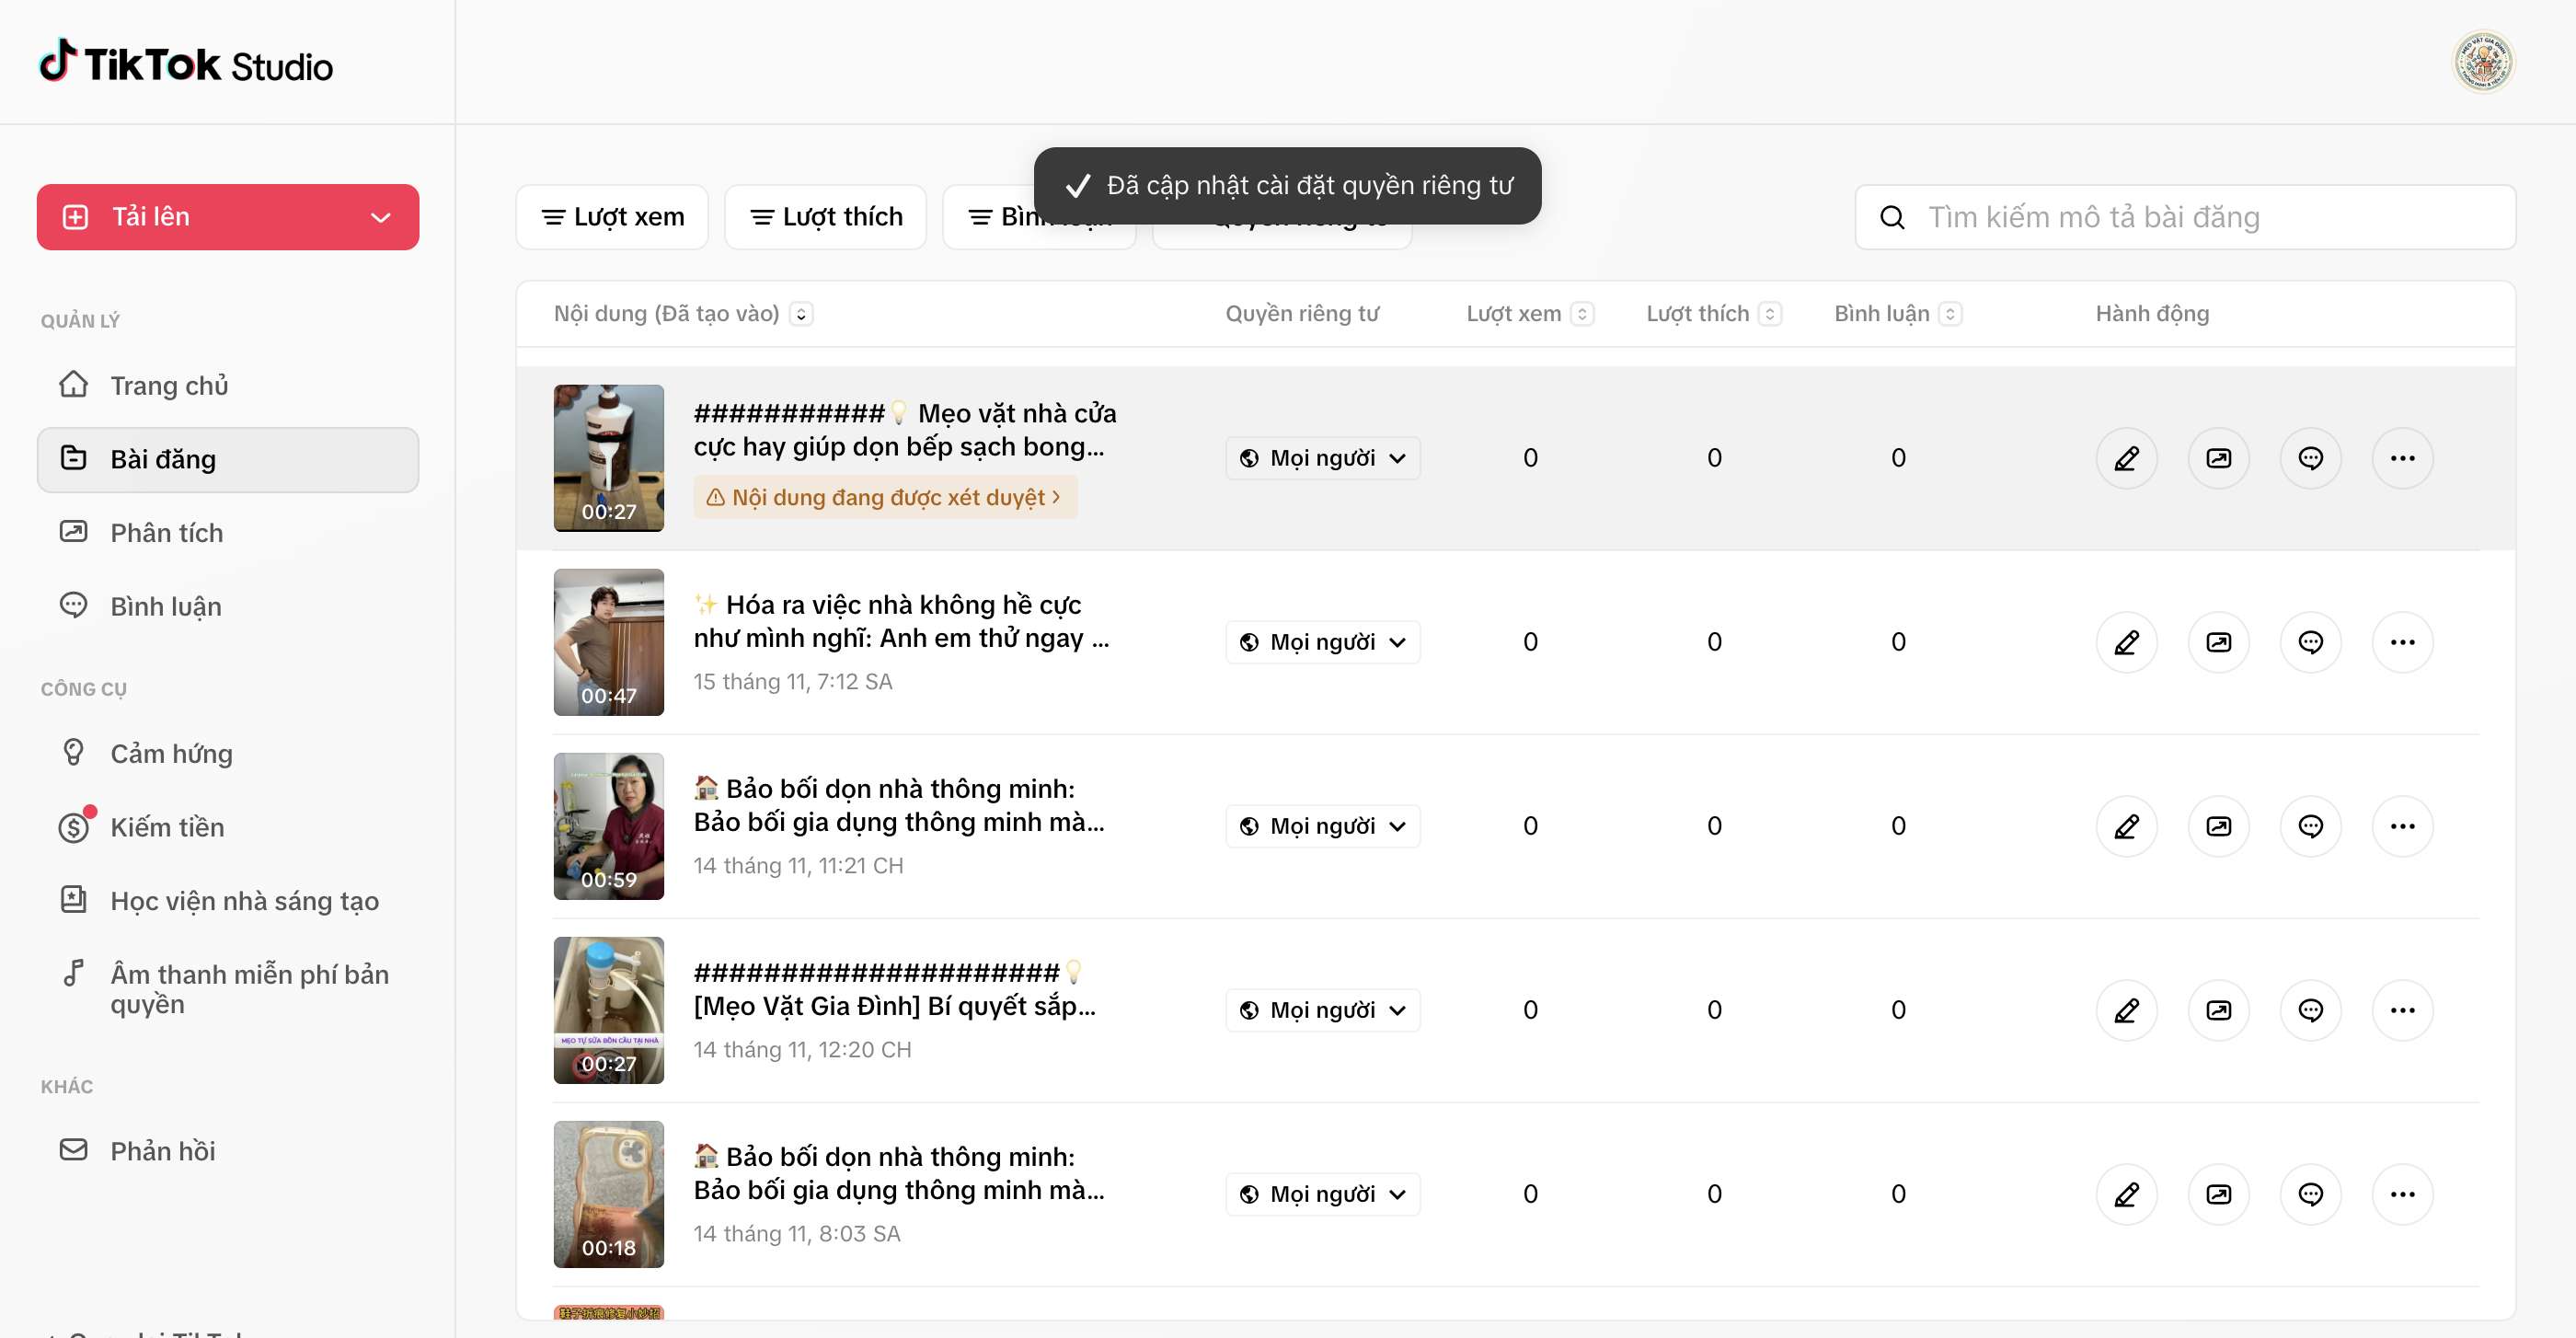 TikTok Studio
Đã cập nhật cài đặt quyền riêng tư
Tải lên
Lượt xem
Lượt thích
Tìm kiếm mô tả bài đăng
QUẢN LÝ
Trang chủ
Bài đăng
Phân tích
Bình luận
CÔNG CỤ
Cảm hứng
Kiếm tiền
Học viện nhà sáng tạo
Âm thanh miễn phí bản
quyền
KHÁC
Phản hồi
Nội dung (Đã tạo vào) Quyền riêng tư Lượt xem Lượt thích Bình luận Hành động
###########💡 Mẹo vặt nhà cửa
cực hay giúp dọn bếp sạch bong...
Nội dung đang được xét duyệt
00:27
Mọi người 0 0 0
✨ Hóa ra việc nhà không hề cực
như mình nghĩ: Anh em thử ngay ...
15 tháng 11, 7:12 SA
00:47
Mọi người 0 0 0
🏠 Bảo bối dọn nhà thông minh:
Bảo bối gia dụng thông minh mà...
14 tháng 11, 11:21 CH
00:59
Mọi người 0 0 0
#####################💡
[Mẹo Vặt Gia Đình] Bí quyết sắp...
14 tháng 11, 12:20 CH
MẸO TỰ SỬA BỒN CẦU TẠI NHÀ
00:27
Mọi người 0 0 0
🏠 Bảo bối dọn nhà thông minh:
Bảo bối gia dụng thông minh mà...
14 tháng 11, 8:03 SA
00:18
Mọi người 0 0 0